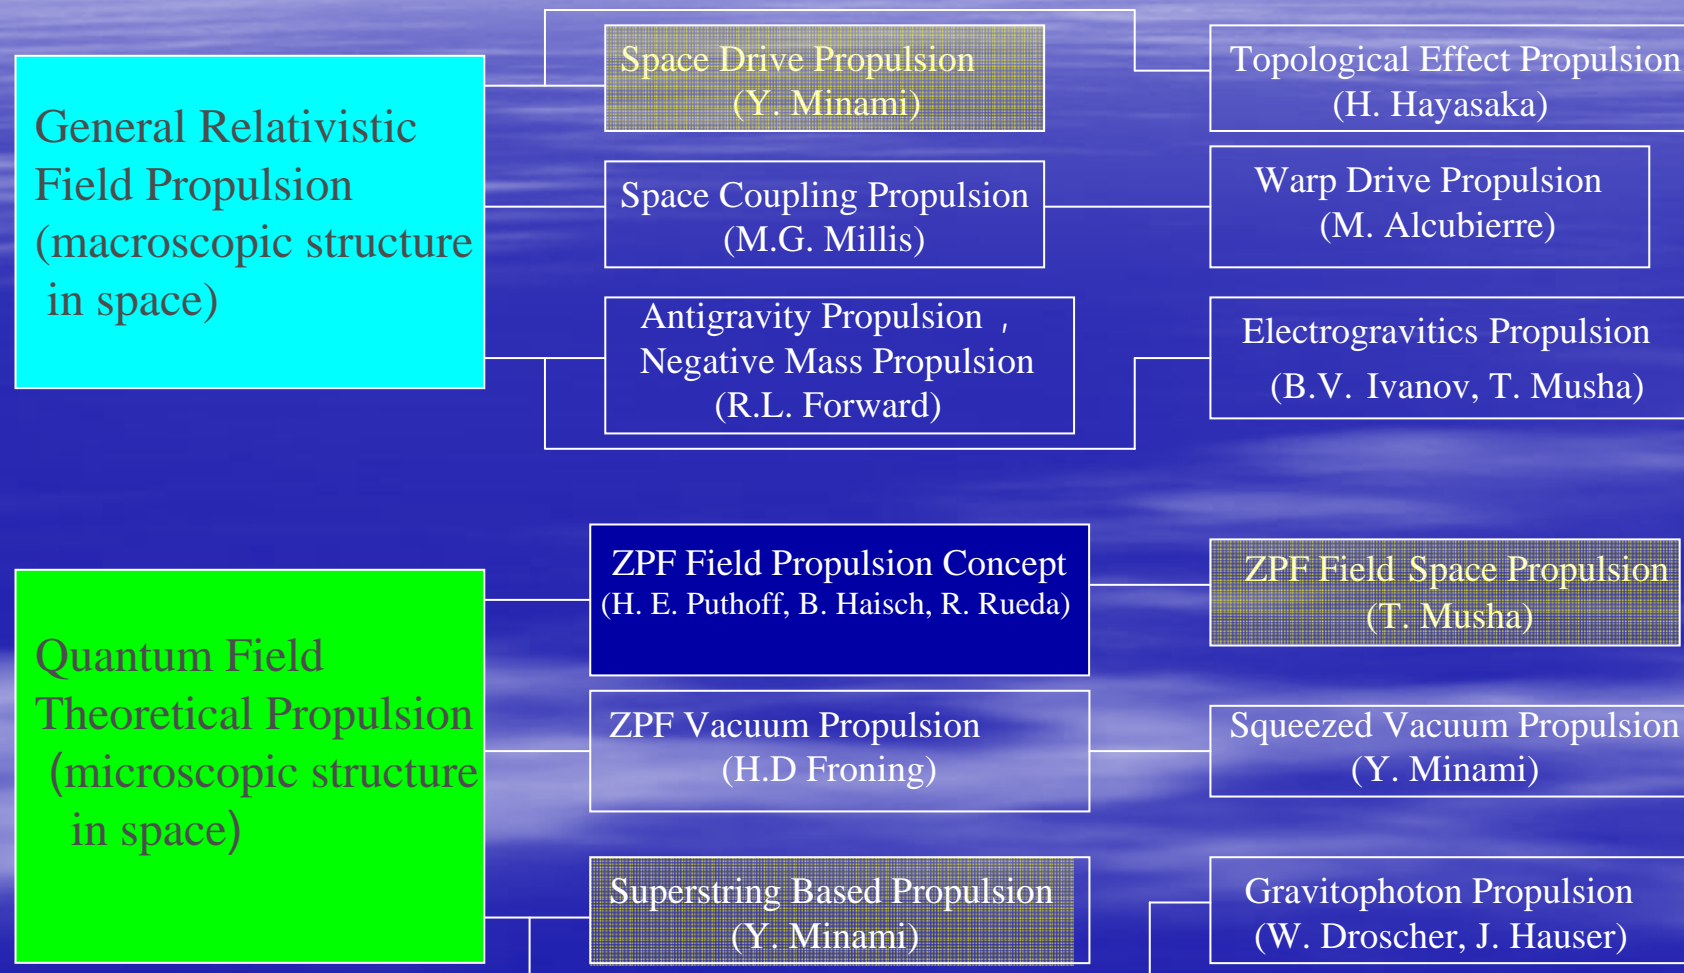 General Relativistic
Field Propulsion
(macroscopic structure
in space)
Space Drive Propulsion
(Y. Minami)
Topological Effect Propulsion
(H. Hayasaka)
Space Coupling Propulsion
(M.G. Millis)
Warp Drive Propulsion
(M. Alcubierre)
Antigravity Propulsion ,
Negative Mass Propulsion
(R.L. Forward)
Electrogravitics Propulsion
(B.V. Ivanov, T. Musha)
Quantum Field
Theoretical Propulsion
(microscopic structure
in space)
ZPF Field Propulsion Concept
(H. E. Puthoff, B. Haisch, R. Rueda)
ZPF Field Space Propulsion
(T. Musha)
ZPF Vacuum Propulsion
(H.D Froning)
Squeezed Vacuum Propulsion
(Y. Minami)
Superstring Based Propulsion
(Y. Minami)
Gravitophoton Propulsion
(W. Droscher, J. Hauser)